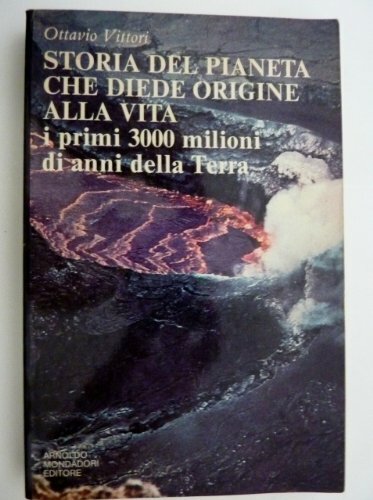 Ottavio Vittori
STORIA DEL PIANETA
CHE DIEDE ORIGINE
ALLA VITA
i primi 3000 milioni
di anni della Terra
ARNOLDO
MONDADORI
EDITORE